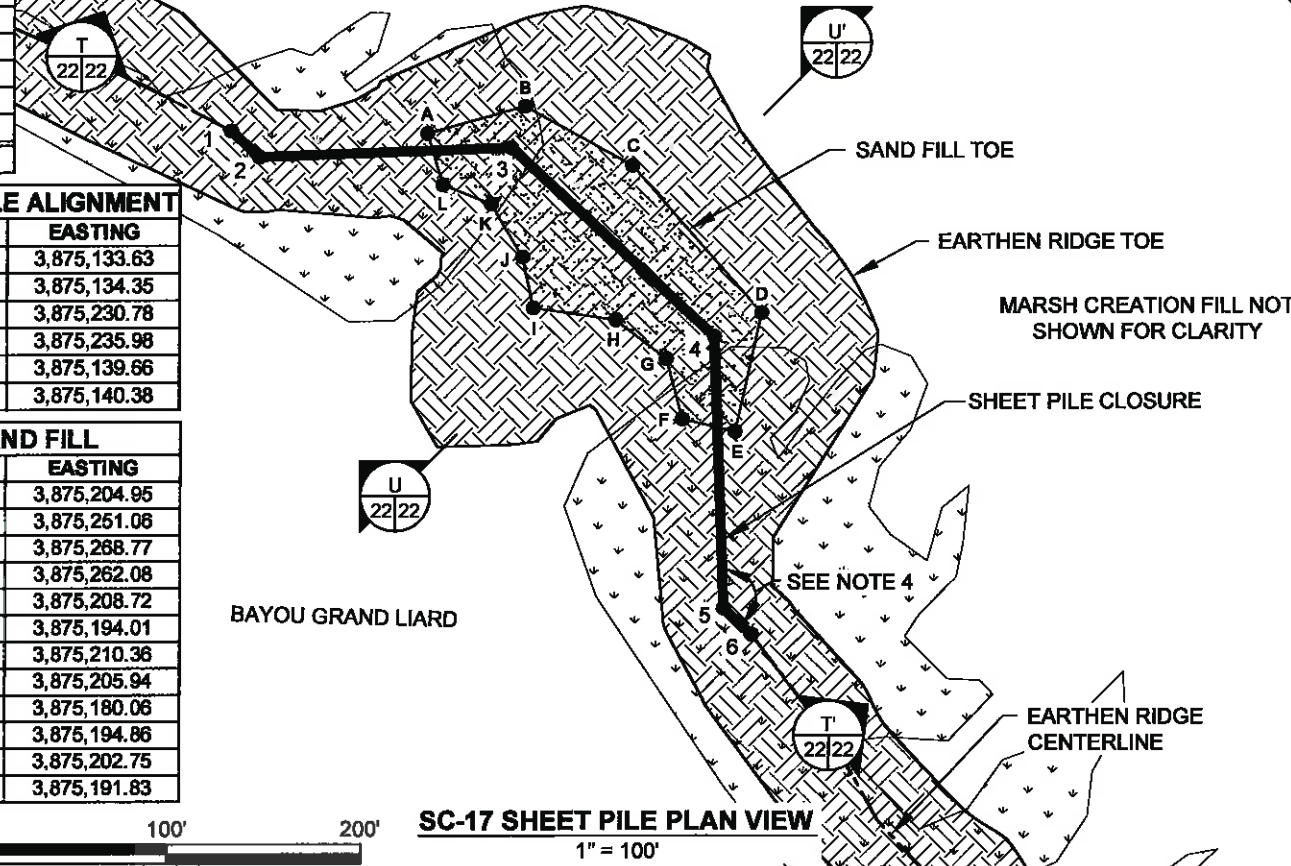 T
22 22
U'
22 22
SAND FILL TOE
EARTHEN RIDGE TOE
MARSH CREATION FILL NOT
SHOWN FOR CLARITY
SHEET PILE CLOSURE
SEE NOTE 4
A
B
C
D
E
F
G
H
I
J
K
L
1
2
3
4
5
6
U
22 22
BAYOU GRAND LIARD
T'
22 22
EARTHEN RIDGE
CENTERLINE
LE ALIGNMENT
EASTING
3,875,133.63
3,875,134.35
3,875,230.78
3,875,235.98
3,875,139.66
3,875,140.38
ND FILL
EASTING
3,875,204.95
3,875,251.06
3,875,268.77
3,875,262.08
3,875,208.72
3,875,194.01
3,875,210.36
3,875,205.94
3,875,180.06
3,875,194.86
3,875,202.75
3,875,191.83
100' 200'
SC-17 SHEET PILE PLAN VIEW
1" = 100'